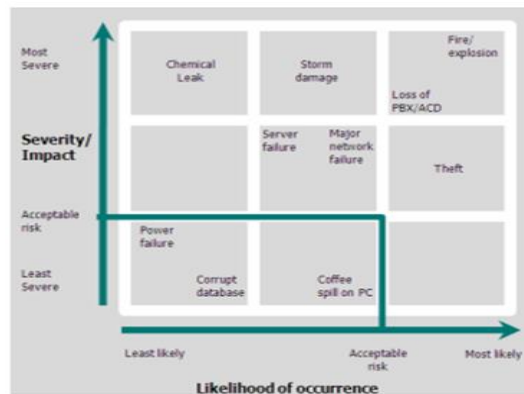 Most
Severe
Severity/
Impact
Acceptable
risk
Least
Severe
Chemical
Leak
Storm
damage
Fire/
explosion
Loss of
PBX/ACD
Server
failure
Major
network
failure
Theft
Power
failure
Corrupt
database
Coffee
spill on PC
Least likely
Acceptable
risk
Most likely
Likelihood of occurrence